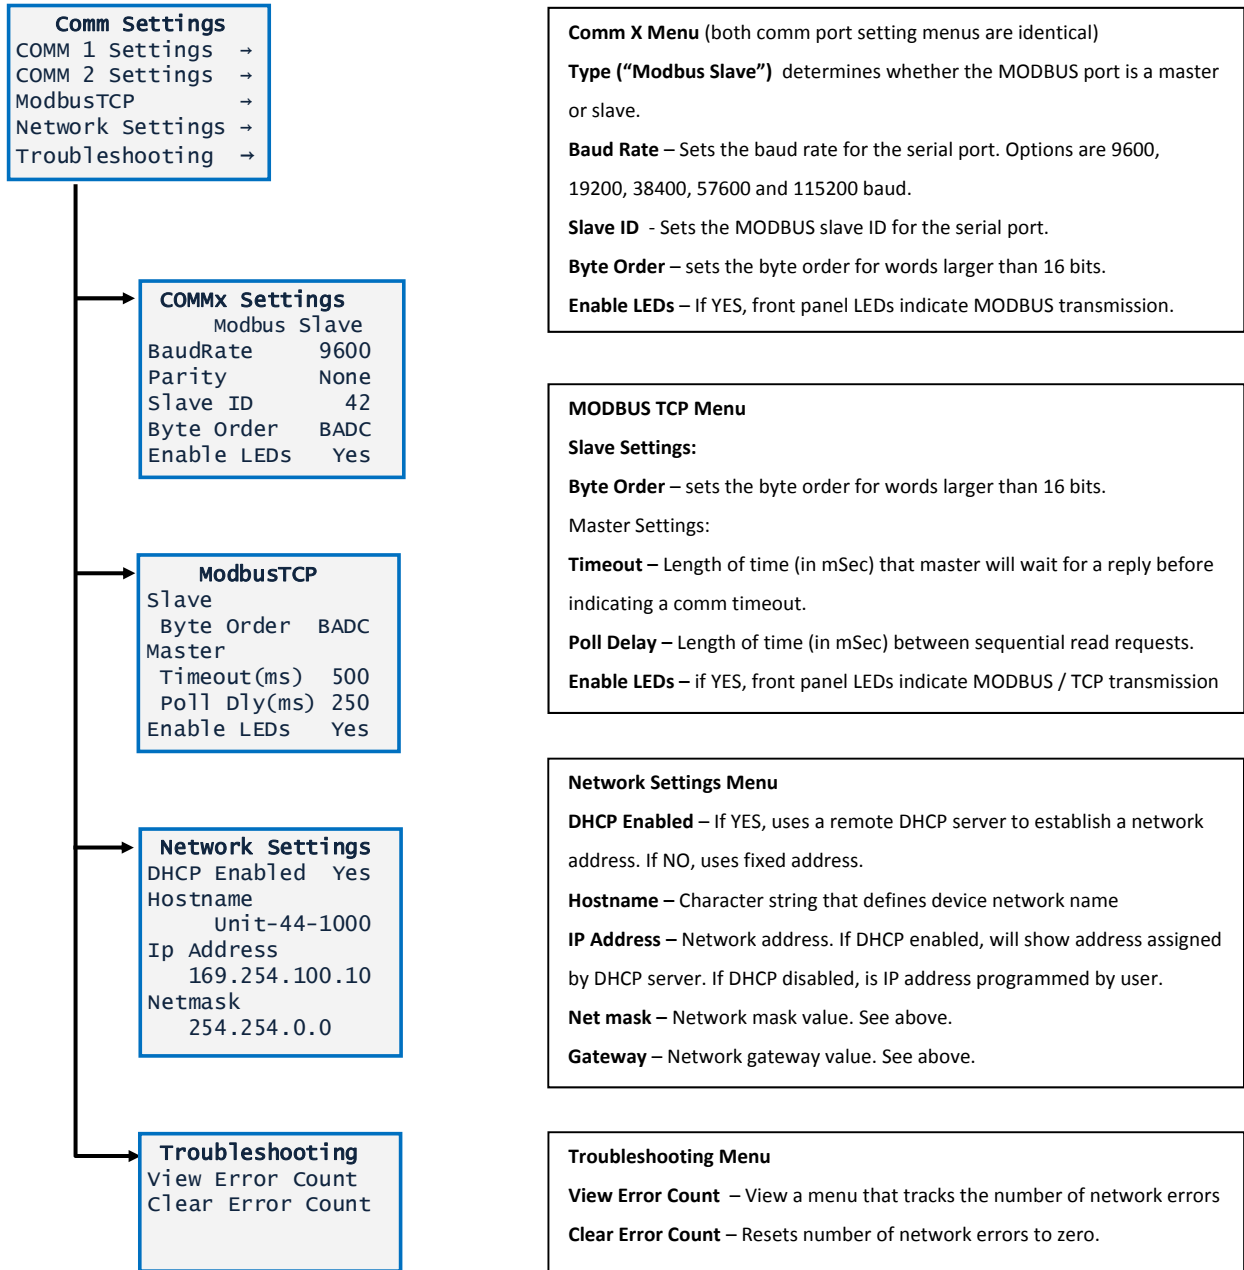 Comm Settings
COMM 1 Settings →
COMM 2 Settings →
ModbusTCP →
Network Settings →
Troubleshooting →
COMMx Settings
Modbus Slave
BaudRate 9600
Parity None
Slave ID 42
Byte Order BADC
Enable LEDs Yes
ModbusTCP
Slave
Byte Order BADC
Master
Timeout(ms) 500
Poll Dly(ms) 250
Enable LEDs Yes
Network Settings
DHCP Enabled Yes
Hostname
Unit-44-1000
Ip Address
169.254.100.10
Netmask
254.254.0.0
Troubleshooting
View Error Count
Clear Error Count
Comm X Menu (both comm port setting menus are identical)
Type (“Modbus Slave”) determines whether the MODBUS port is a master
or slave.
Baud Rate – Sets the baud rate for the serial port. Options are 9600,
19200, 38400, 57600 and 115200 baud.
Slave ID - Sets the MODBUS slave ID for the serial port.
Byte Order – sets the byte order for words larger than 16 bits.
Enable LEDs – If YES, front panel LEDs indicate MODBUS transmission.
MODBUS TCP Menu
Slave Settings:
Byte Order – sets the byte order for words larger than 16 bits.
Master Settings:
Timeout – Length of time (in mSec) that master will wait for a reply before
indicating a comm timeout.
Poll Delay – Length of time (in mSec) between sequential read requests.
Enable LEDs – if YES, front panel LEDs indicate MODBUS / TCP transmission
Network Settings Menu
DHCP Enabled – If YES, uses a remote DHCP server to establish a network
address. If NO, uses fixed address.
Hostname – Character string that defines device network name
IP Address – Network address. If DHCP enabled, will show address assigned
by DHCP server. If DHCP disabled, is IP address programmed by user.
Net mask – Network mask value. See above.
Gateway – Network gateway value. See above.
Troubleshooting Menu
View Error Count – View a menu that tracks the number of network errors
Clear Error Count – Resets number of network errors to zero.